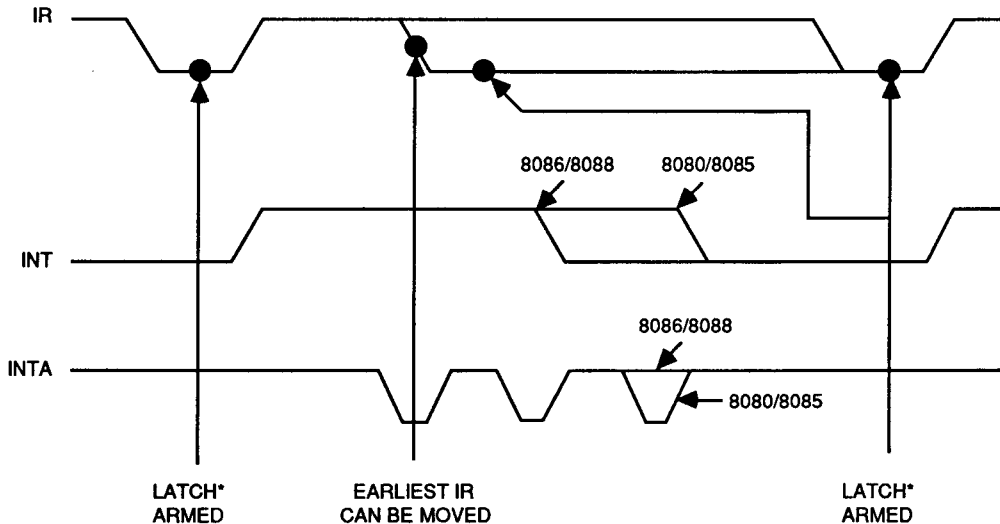 IR
8086/8088
8080/8085
INT
8086/8088
INTA
8080/8085
LATCH*
ARMED
EARLIEST IR
CAN BE MOVED
LATCH*
ARMED